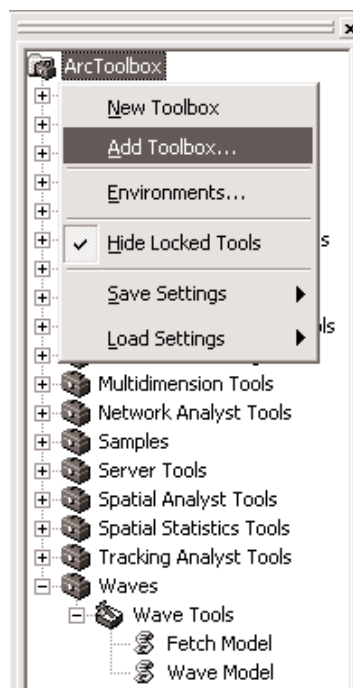 ArcToolbox
New Toolbox
Add Toolbox...
Environments...
Hide Locked Tools
s
Save Settings
ls
Load Settings
Multidimension Tools
Network Analyst Tools
Samples
Server Tools
Spatial Analyst Tools
Spatial Statistics Tools
Tracking Analyst Tools
Waves
Wave Tools
Fetch Model
Wave Model